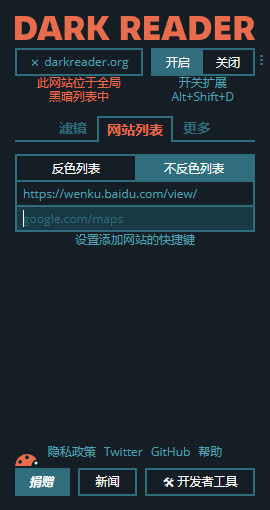 DARK READER
× darkreader.org
开启
关闭
此网站位于全局
黑暗列表中
开关扩展
Alt+Shift+D
滤镜
网站列表
更多
反色列表
不反色列表
https://wenku.baidu.com/view/
google.com/maps
设置添加网站的快捷键
隐私政策 Twitter GitHub 帮助
捐赠
新闻
🛠 开发者工具